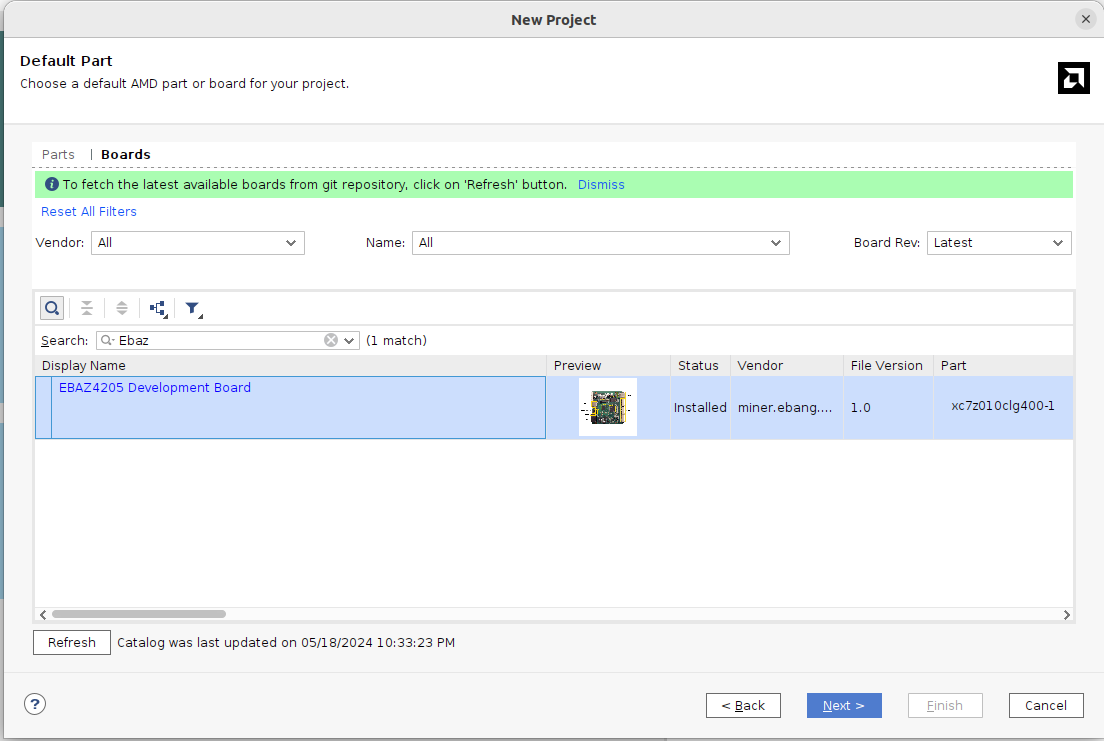 New Project
Default Part
Choose a default AMD part or board for your project.
Parts | Boards
To fetch the latest available boards from git repository, click on 'Refresh' button. Dismiss
Reset All Filters
Vendor: All Name: All Board Rev: Latest
Search: Ebaz (1 match)
Display Name Preview Status Vendor File Version Part
EBAZ4205 Development Board Installed miner.ebang.... 1.0 xc7z010clg400-1
Refresh Catalog was last updated on 05/18/2024 10:33:23 PM
? < Back Next > Finish Cancel